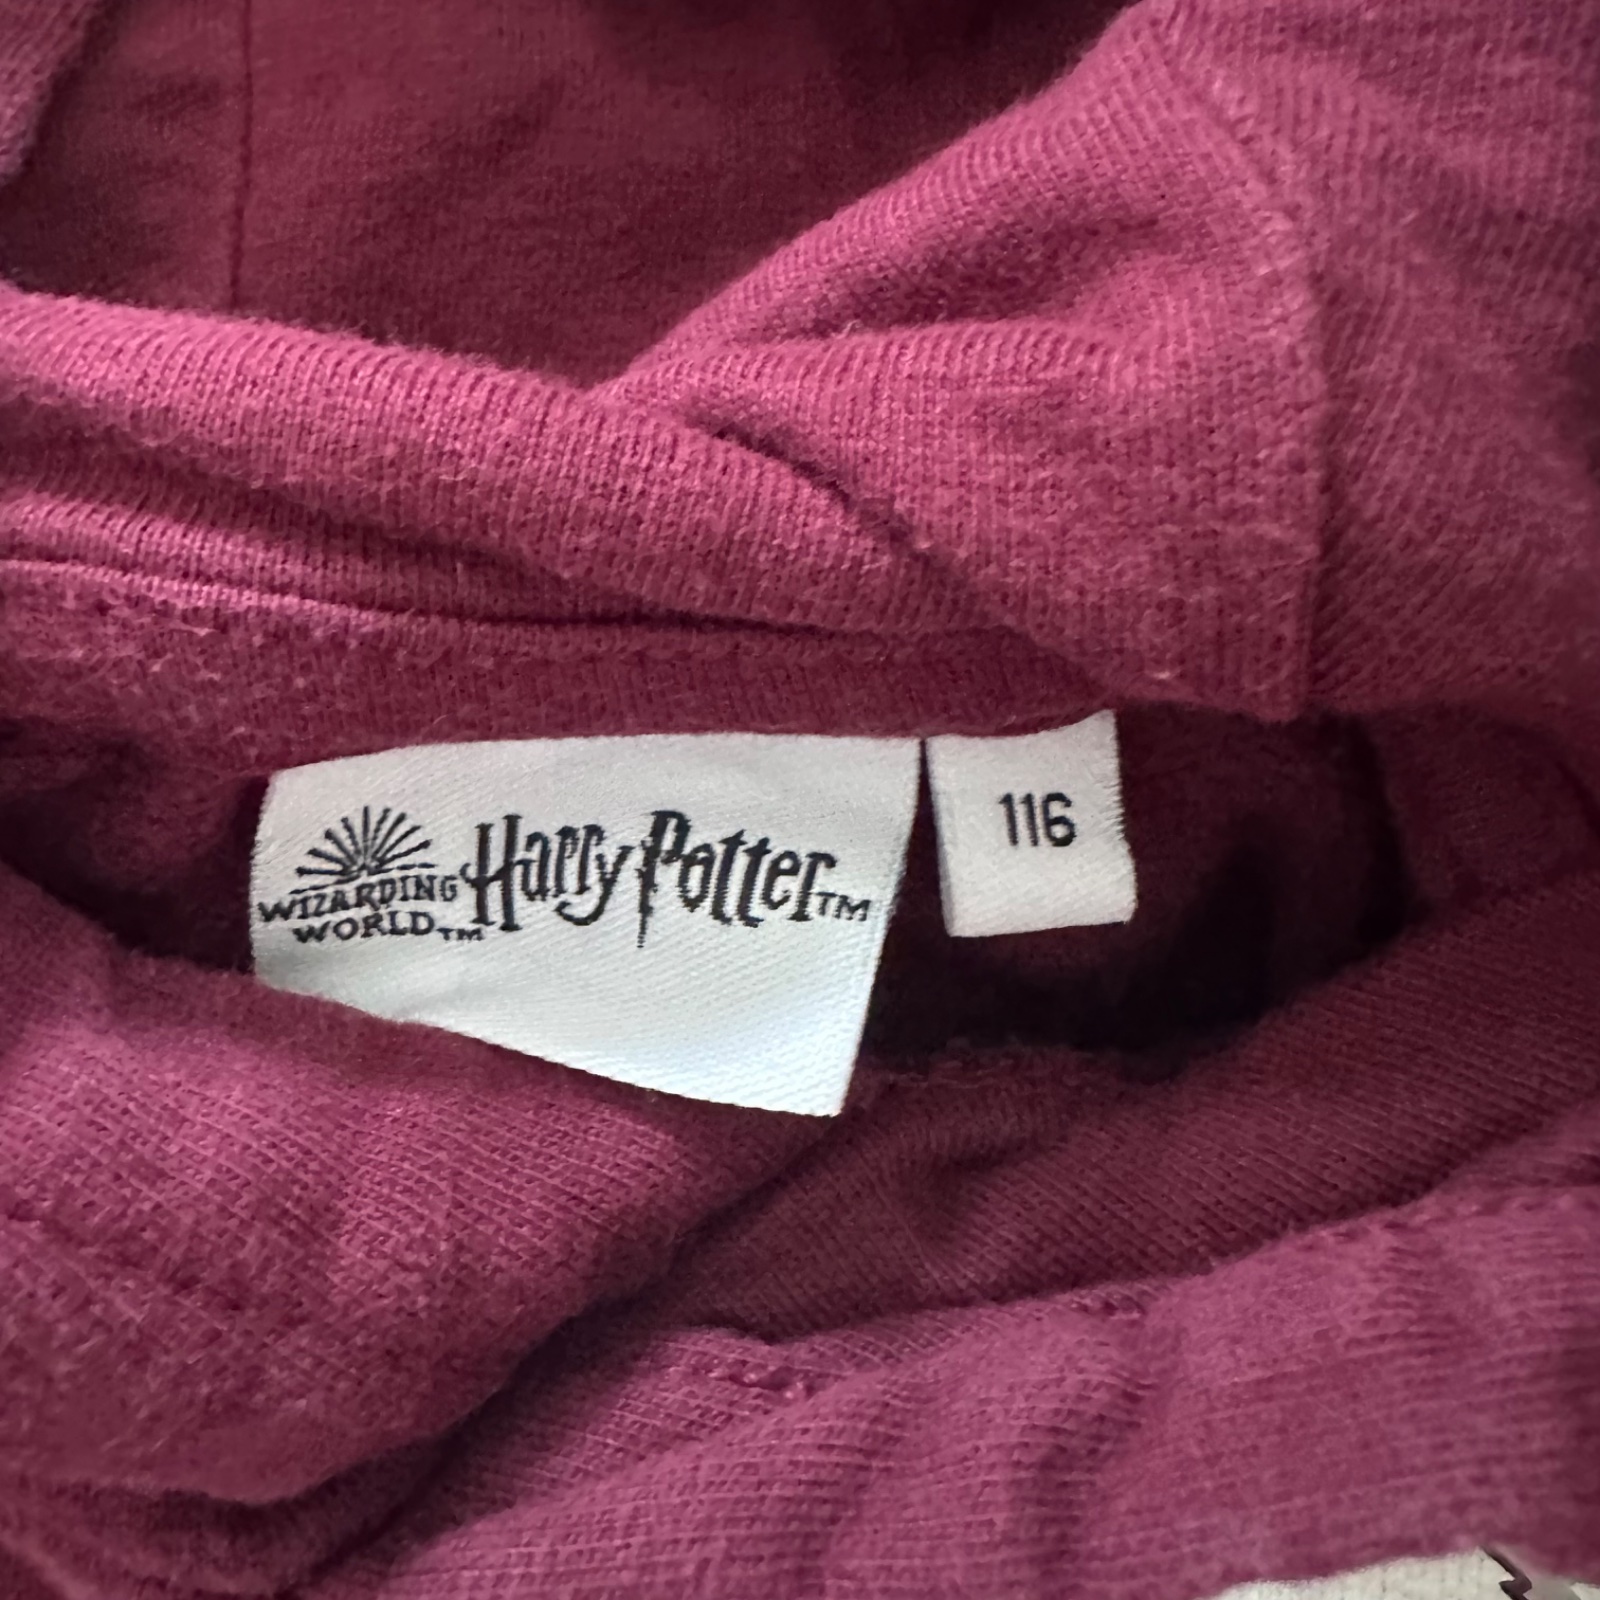 WIZARDING
WORLD™
Harry Potter™
116